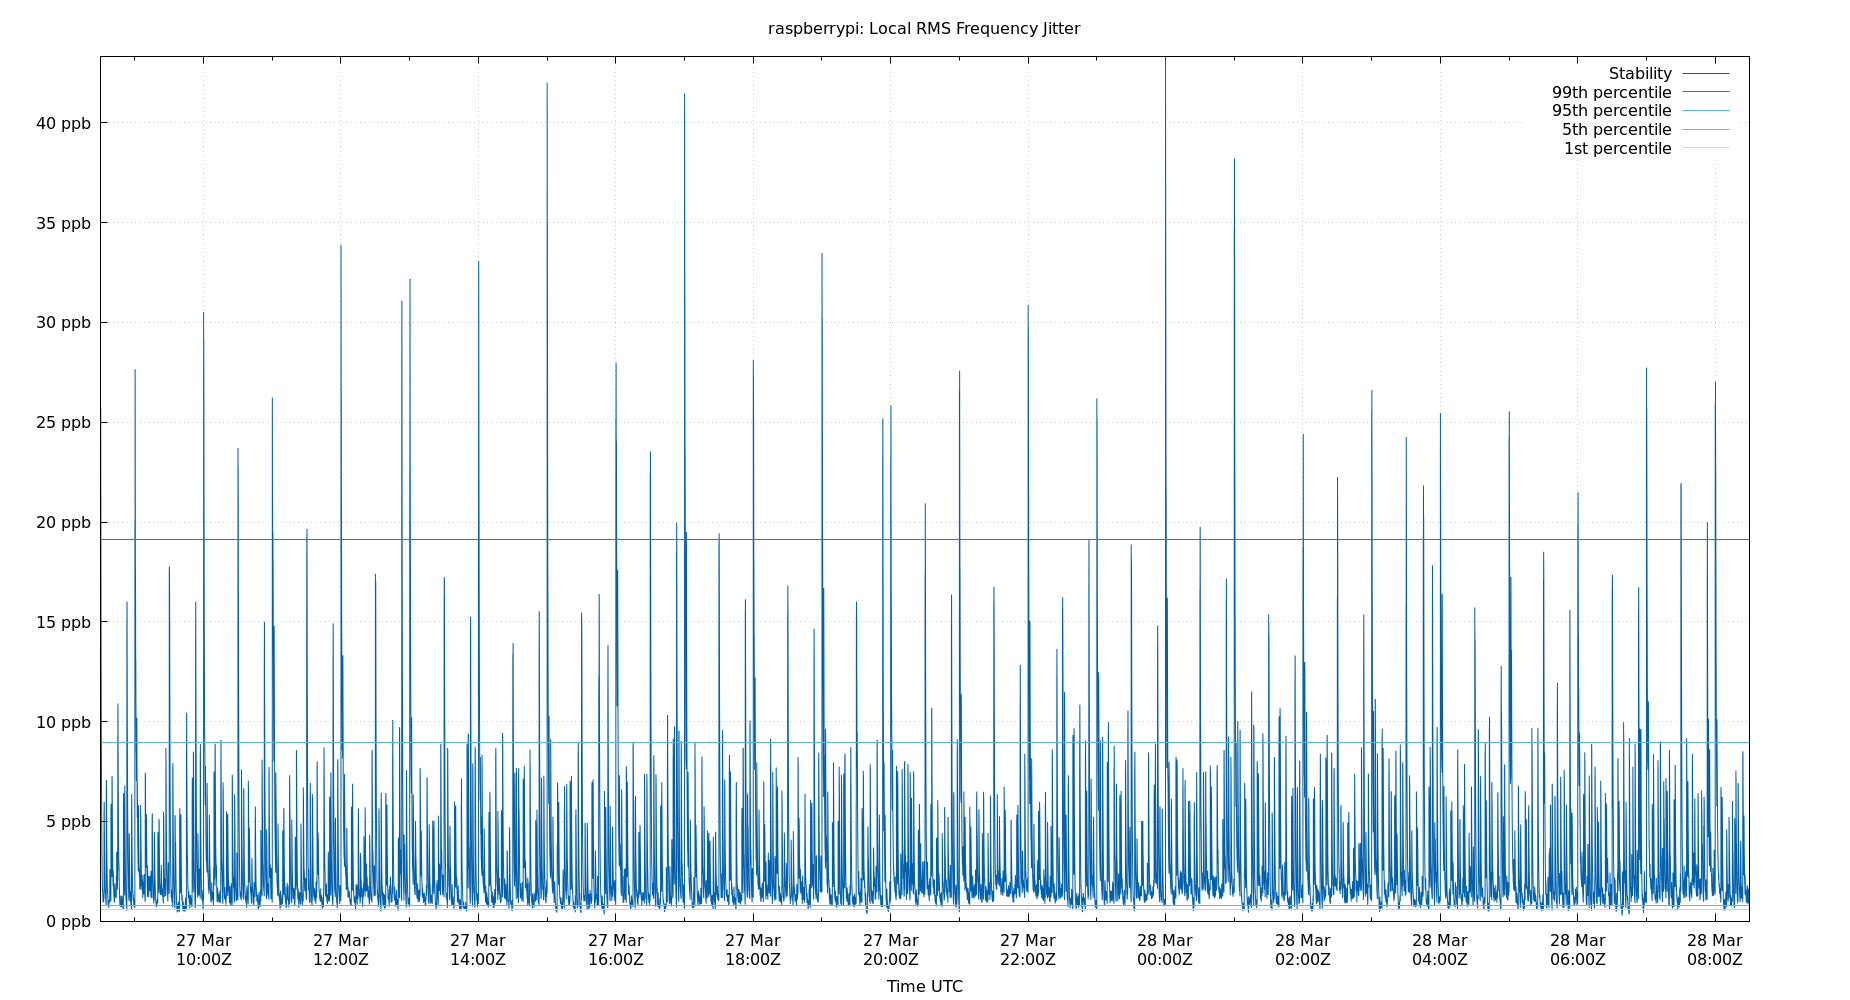 raspberrypi: Local RMS Frequency Jitter
Stability
99th percentile
95th percentile
5th percentile
1st percentile
40 ppb
35 ppb
30 ppb
25 ppb
20 ppb
15 ppb
10 ppb
5 ppb
0 ppb
27 Mar 27 Mar 27 Mar 27 Mar 27 Mar 27 Mar 27 Mar 28 Mar 28 Mar 28 Mar 28 Mar 28 Mar
10:00Z 12:00Z 14:00Z 16:00Z 18:00Z 20:00Z 22:00Z 00:00Z 02:00Z 04:00Z 06:00Z 08:00Z
Time UTC